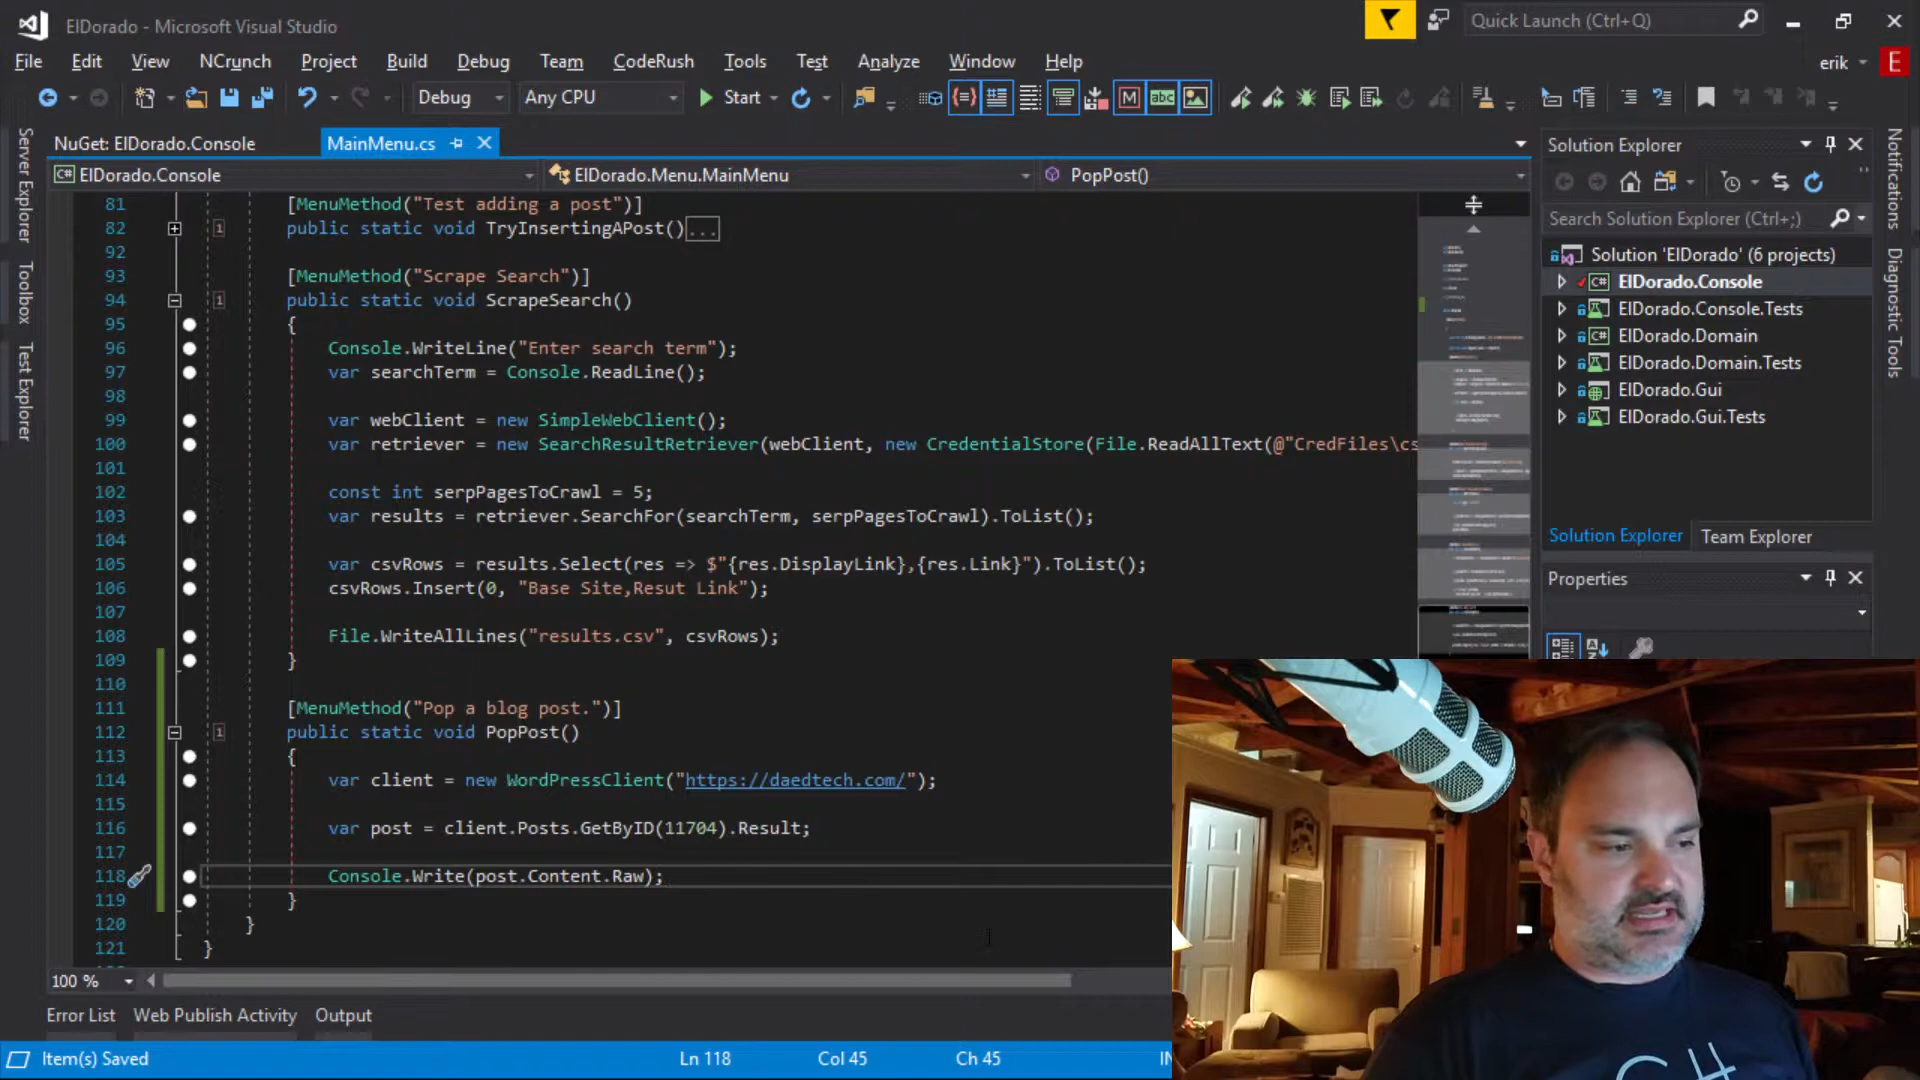 ElDorado - Microsoft Visual Studio
Quick Launch (Ctrl+Q)
File Edit View NCrunch Project Build Debug Team CodeRush Tools Test Analyze Window Help
erik E
Debug Any CPU Start
M abc
NuGet: ElDorado.Console MainMenu.cs
ElDorado.Console ElDorado.Menu.MainMenu PopPost()
Server Explorer
Toolbox
Test Explorer
81 [MenuMethod("Test adding a post")]
82 public static void TryInsertingAPost()...
92
93 [MenuMethod("Scrape Search")]
94 public static void ScrapeSearch()
95 {
96 Console.WriteLine("Enter search term");
97 var searchTerm = Console.ReadLine();
98
99 var webClient = new SimpleWebClient();
100 var retriever = new SearchResultRetriever(webClient, new CredentialStore(File.ReadAllText(@"CredFiles\cs
101
102 const int serpPagesToCrawl = 5;
103 var results = retriever.SearchFor(searchTerm, serpPagesToCrawl).ToList();
104
105 var csvRows = results.Select(res => $"{res.DisplayLink},{res.Link}").ToList();
106 csvRows.Insert(0, "Base Site,Resut Link");
107
108 File.WriteAllLines("results.csv", csvRows);
109 }
110
111 [MenuMethod("Pop a blog post.")]
112 public static void PopPost()
113 {
114 var client = new WordPressClient("https://daedtech.com/");
115
116 var post = client.Posts.GetByID(11704).Result;
117
118 Console.Write(post.Content.Raw);
119 }
120 }
121 }
100 %
Solution Explorer
Search Solution Explorer (Ctrl+;)
Solution 'ElDorado' (6 projects)
ElDorado.Console
ElDorado.Console.Tests
ElDorado.Domain
ElDorado.Domain.Tests
ElDorado.Gui
ElDorado.Gui.Tests
Solution Explorer Team Explorer
Properties
Notifications
Diagnostic Tools
Error List Web Publish Activity Output
Item(s) Saved Ln 118 Col 45 Ch 45